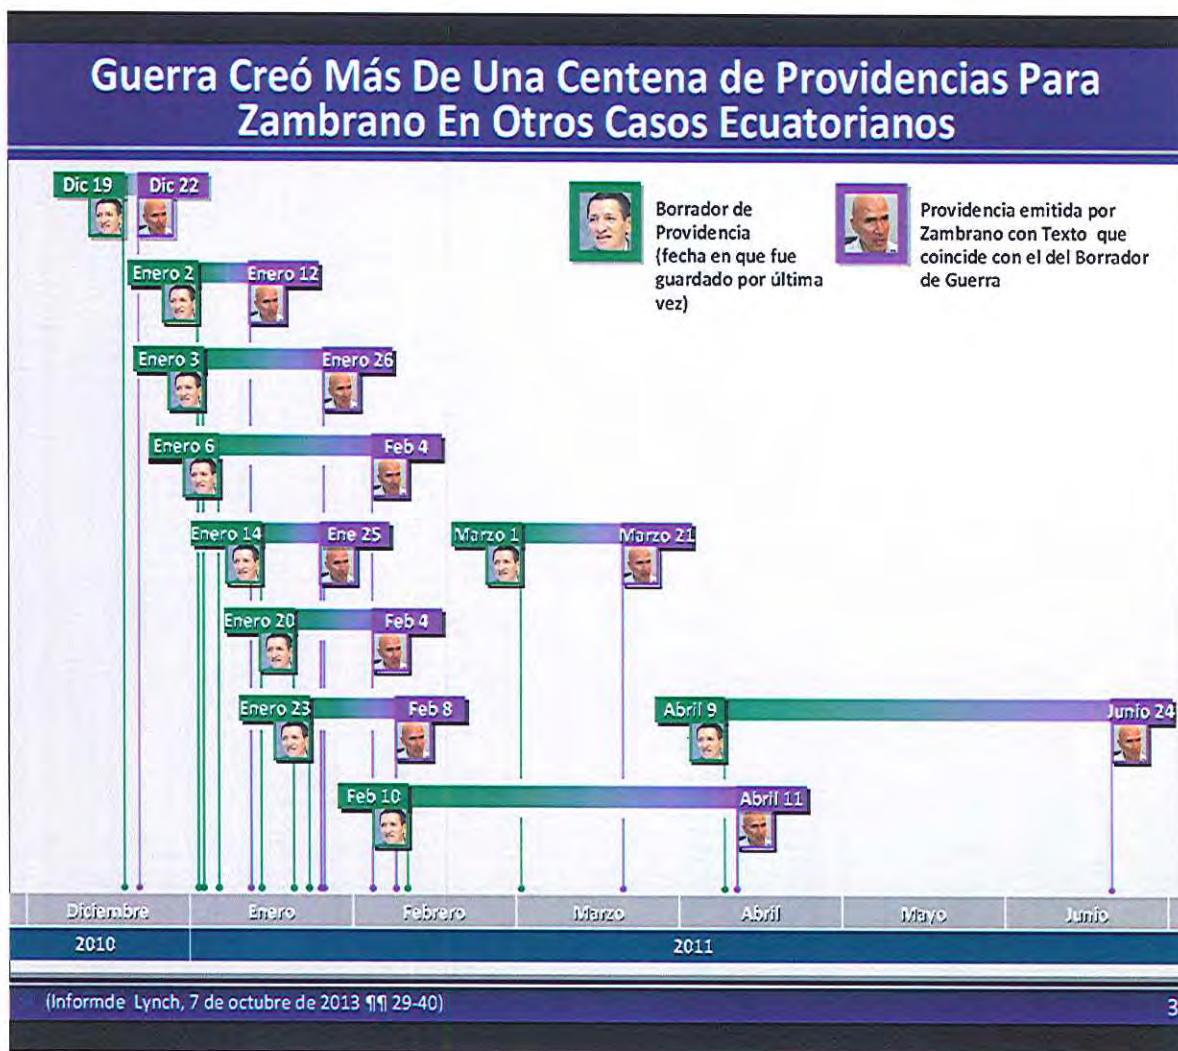 Guerra Creó Más De Una Centena de Providencias Para
Zambrano En Otros Casos Ecuatorianos
Dic 19
Dic 22
Borrador de
Providencia
(fecha en que fue
guardado por última
vez)
Providencia emitida por
Zambrano con Texto que
coincide con el del Borrador
de Guerra
Enero 2
Enero 12
Enero 3
Enero 26
Enero 6
Feb 4
Enero 14
Ene 25
Marzo 1
Marzo 21
Enero 20
Feb 4
Enero 23
Feb 8
Abril 9
Junio 24
Feb 10
Abril 11
Diciembre
Enero
Febrero
Marzo
Abril
Mayo
Junio
2010
2011
(Informde Lynch, 7 de octubre de 2013 ¶¶ 29-40)
3